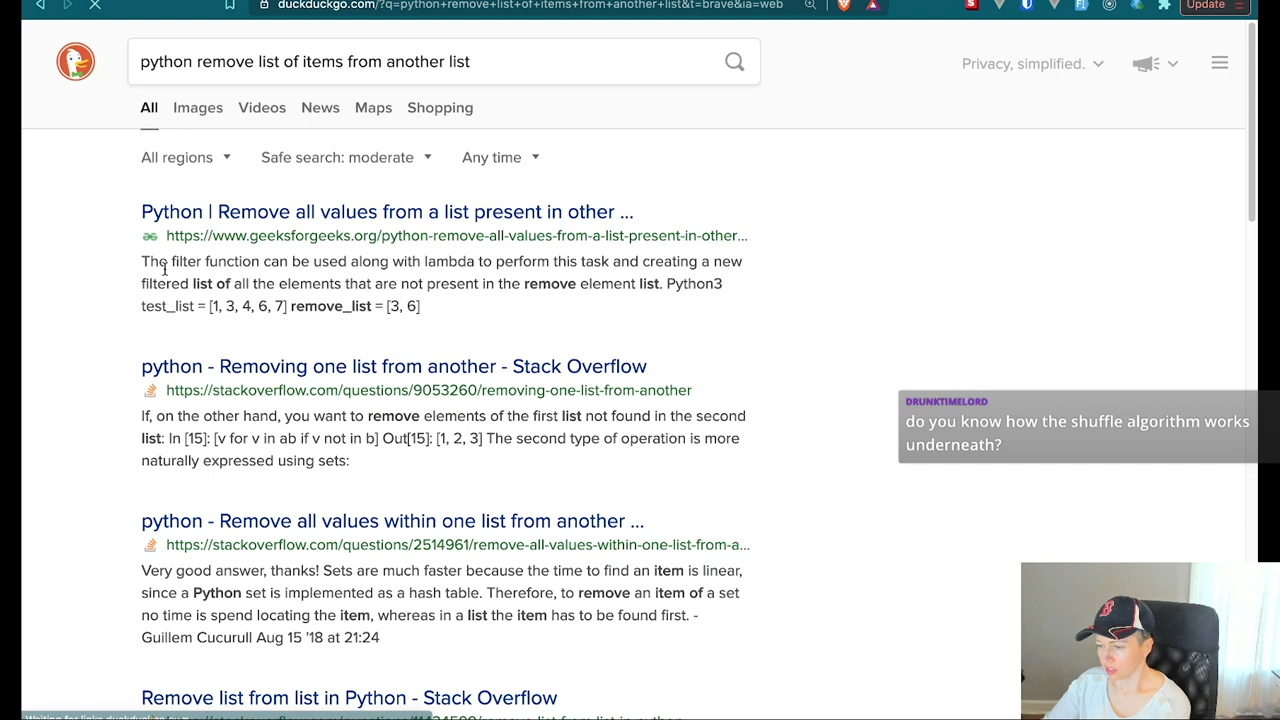 duckduckgo.com/?q=python+remove+list+of+items+from+another+list&t=brave&ia=web
Update
python remove list of items from another list
Privacy, simplified.
All Images Videos News Maps Shopping
All regions Safe search: moderate Any time
Python | Remove all values from a list present in other ...
https://www.geeksforgeeks.org/python-remove-all-values-from-a-list-present-in-other...
The filter function can be used along with lambda to perform this task and creating a new
filtered list of all the elements that are not present in the remove element list. Python3
test_list = [1, 3, 4, 6, 7] remove_list = [3, 6]
python - Removing one list from another - Stack Overflow
https://stackoverflow.com/questions/9053260/removing-one-list-from-another
If, on the other hand, you want to remove elements of the first list not found in the second
list: In [15]: [v for v in ab if v not in b] Out[15]: [1, 2, 3] The second type of operation is more
naturally expressed using sets:
DRUNKTIMELORD
do you know how the shuffle algorithm works
underneath?
python - Remove all values within one list from another ...
https://stackoverflow.com/questions/2514961/remove-all-values-within-one-list-from-a...
Very good answer, thanks! Sets are much faster because the time to find an item is linear,
since a Python set is implemented as a hash table. Therefore, to remove an item of a set
no time is spend locating the item, whereas in a list the item has to be found first. -
Guillem Cucurull Aug 15 '18 at 21:24
Remove list from list in Python - Stack Overflow